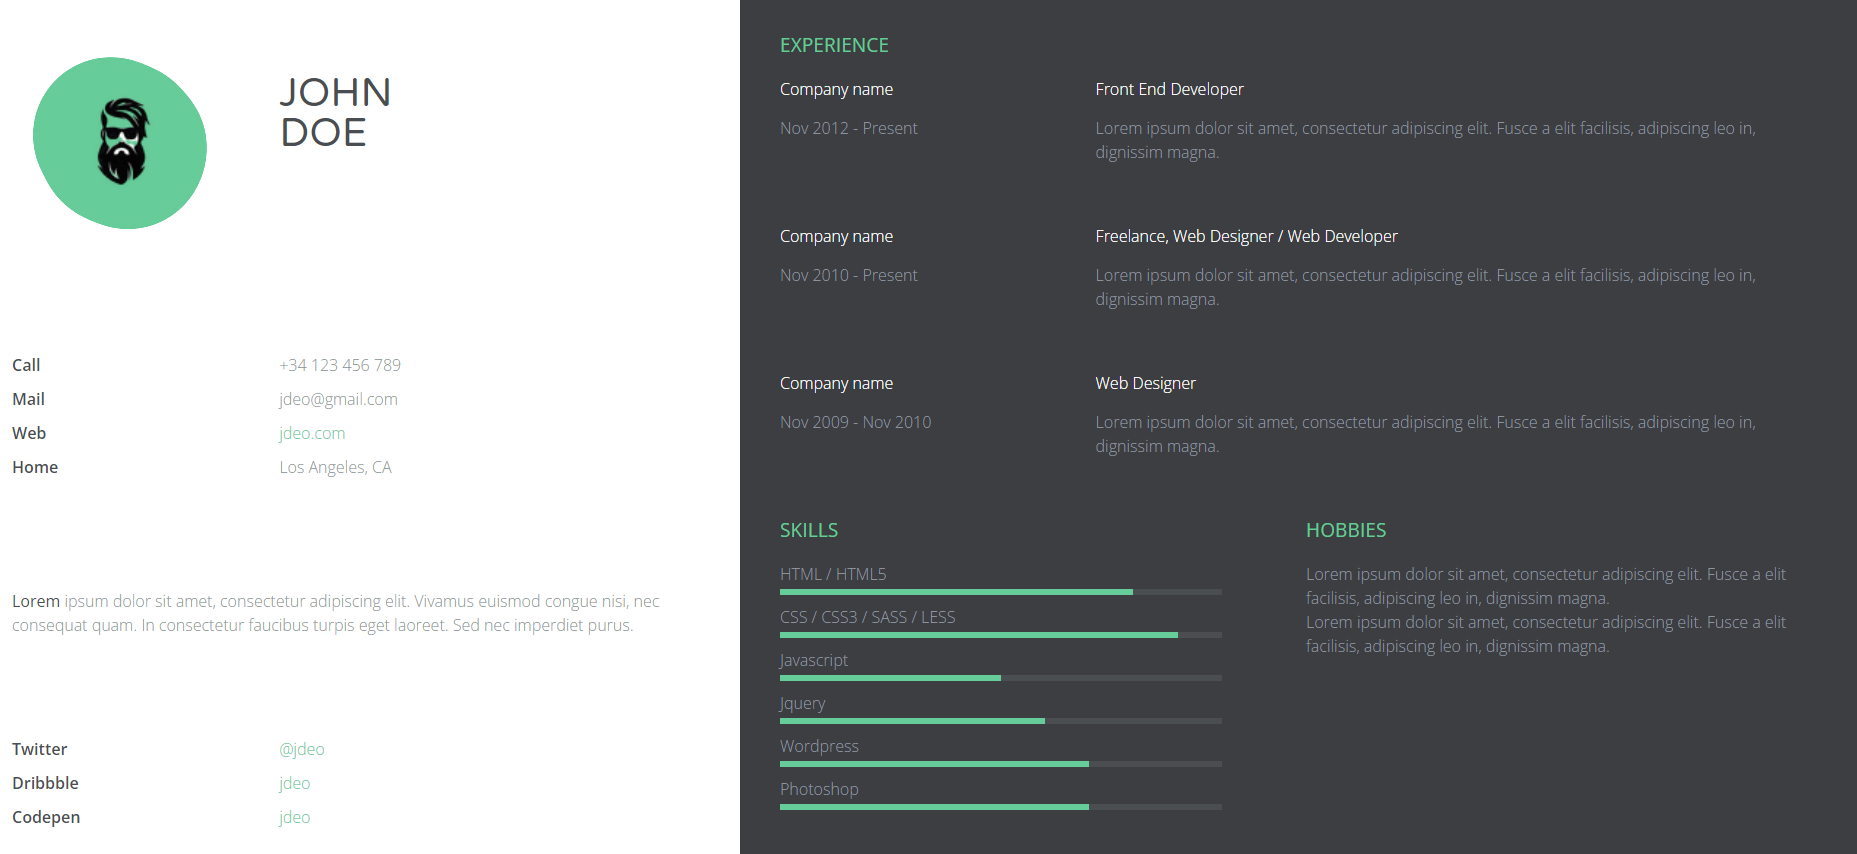 JOHN
DOE
Call +34 123 456 789
Mail jdeo@gmail.com
Web jdeo.com
Home Los Angeles, CA
Lorem ipsum dolor sit amet, consectetur adipiscing elit. Vivamus euismod congue nisi, nec
consequat quam. In consectetur faucibus turpis eget laoreet. Sed nec imperdiet purus.
Twitter @jdeo
Dribbble jdeo
Codepen jdeo
EXPERIENCE
Company name Front End Developer
Nov 2012 - Present Lorem ipsum dolor sit amet, consectetur adipiscing elit. Fusce a elit facilisis, adipiscing leo in,
dignissim magna.
Company name Freelance, Web Designer / Web Developer
Nov 2010 - Present Lorem ipsum dolor sit amet, consectetur adipiscing elit. Fusce a elit facilisis, adipiscing leo in,
dignissim magna.
Company name Web Designer
Nov 2009 - Nov 2010 Lorem ipsum dolor sit amet, consectetur adipiscing elit. Fusce a elit facilisis, adipiscing leo in,
dignissim magna.
SKILLS
HTML / HTML5
CSS / CSS3 / SASS / LESS
Javascript
Jquery
Wordpress
Photoshop
HOBBIES
Lorem ipsum dolor sit amet, consectetur adipiscing elit. Fusce a elit
facilisis, adipiscing leo in, dignissim magna.
Lorem ipsum dolor sit amet, consectetur adipiscing elit. Fusce a elit
facilisis, adipiscing leo in, dignissim magna.